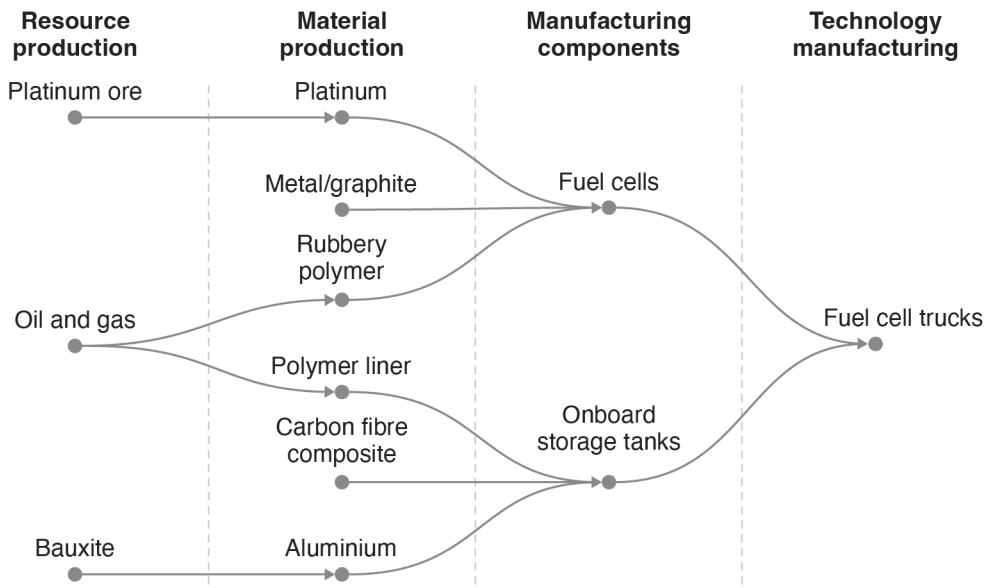 Resource
production
Material
production
Manufacturing
components
Technology
manufacturing
Platinum ore
Platinum
Metal/graphite
Fuel cells
Rubbery
polymer
Oil and gas
Fuel cell trucks
Polymer liner
Carbon fibre
composite
Onboard
storage tanks
Bauxite
Aluminium